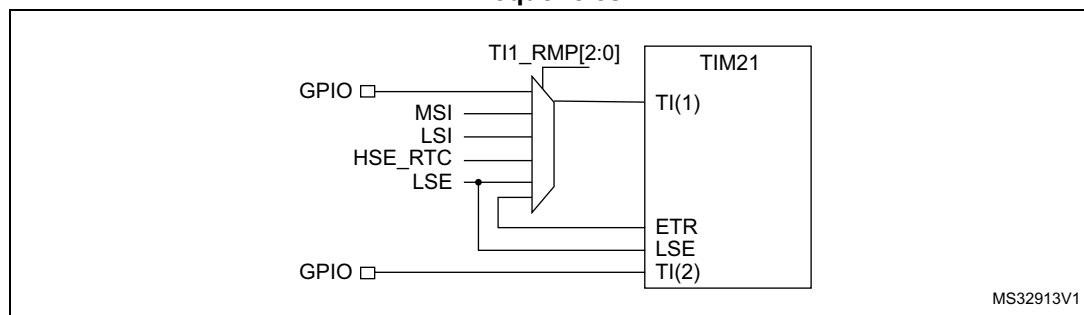 TI1_RMP[2:0]
TIM21
GPIO
TI(1)
MSI
LSI
HSE_RTC
LSE
ETR
LSE
GPIO
TI(2)
MS32913V1